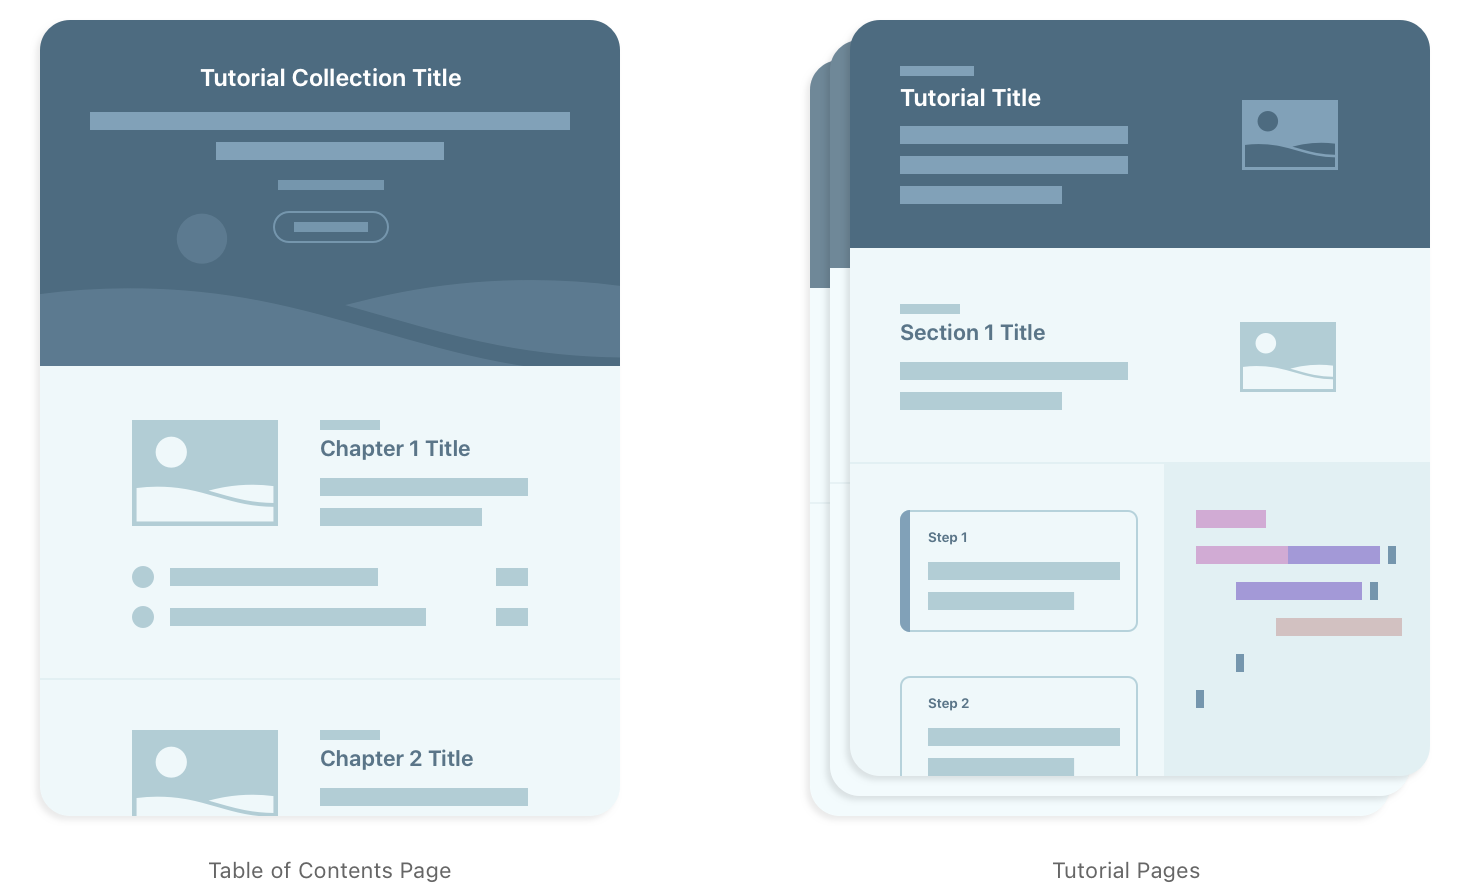 Tutorial Collection Title
Chapter 1 Title
Chapter 2 Title
Table of Contents Page
Tutorial Title
Section 1 Title
Step 1
Step 2
Tutorial Pages